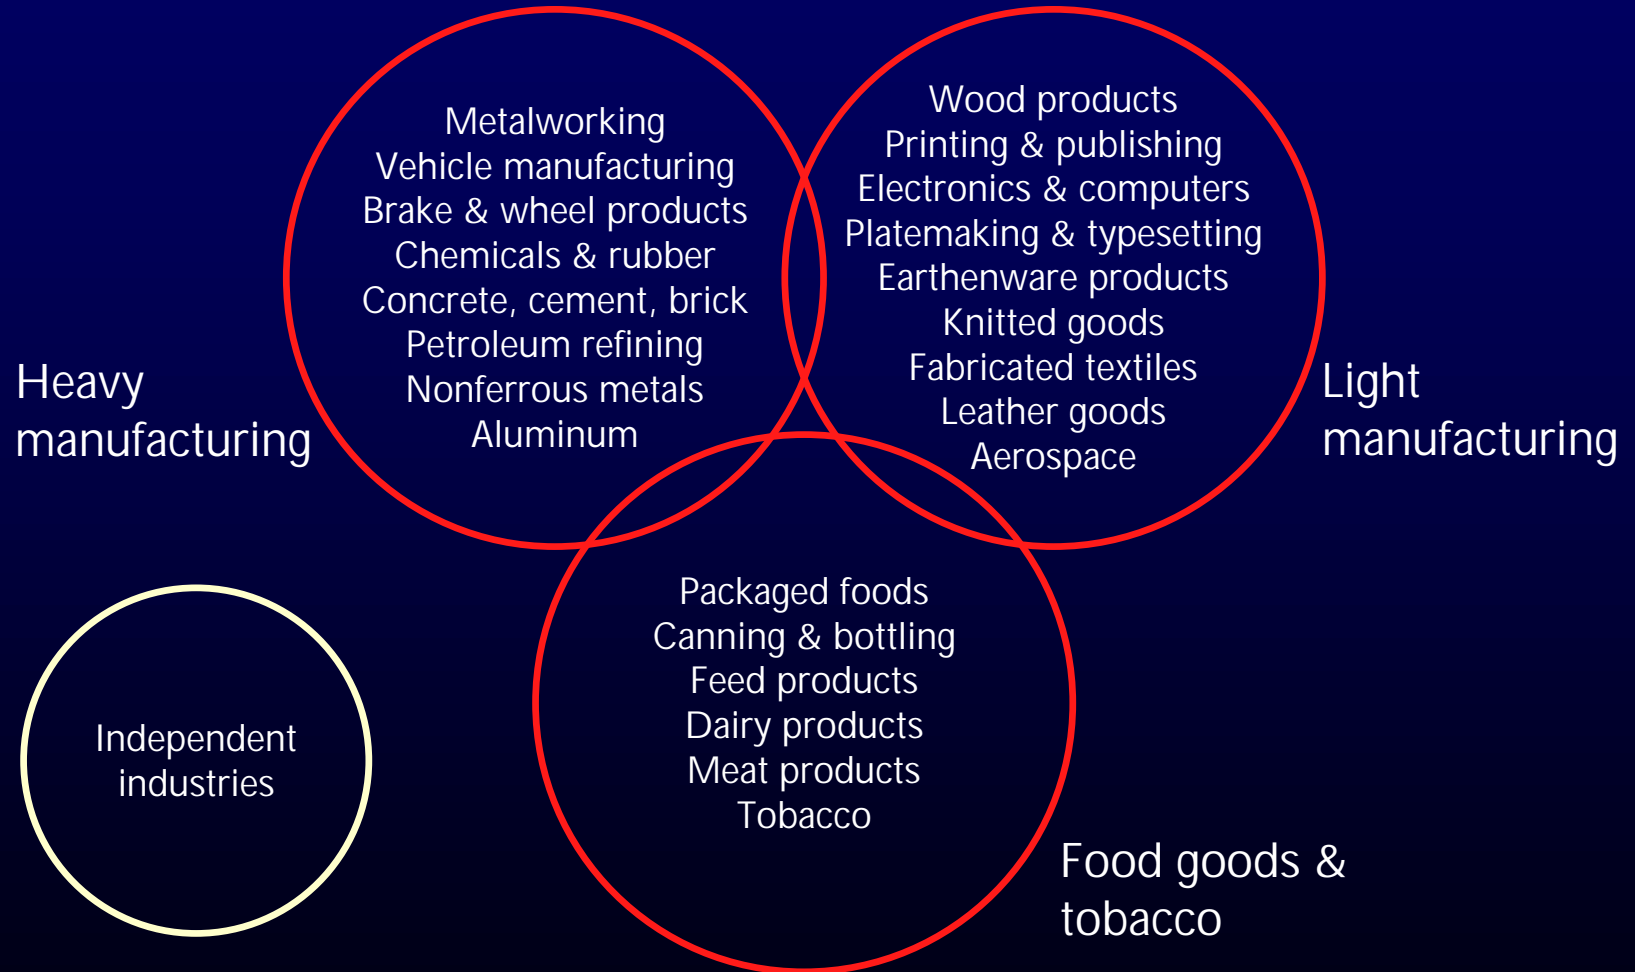 Metalworking
Vehicle manufacturing
Brake & wheel products
Chemicals & rubber
Concrete, cement, brick
Petroleum refining
Nonferrous metals
Aluminum
Heavy
manufacturing
Wood products
Printing & publishing
Electronics & computers
Platemaking & typesetting
Earthenware products
Knitted goods
Fabricated textiles
Leather goods
Aerospace
Light
manufacturing
Packaged foods
Canning & bottling
Feed products
Dairy products
Meat products
Tobacco
Food goods &
tobacco
Independent
industries